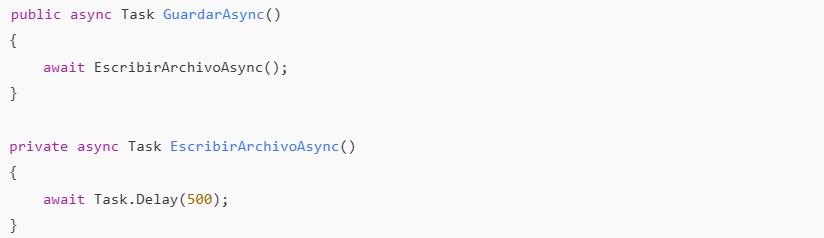 public async Task GuardarAsync()
{
    await EscribirArchivoAsync();
}

private async Task EscribirArchivoAsync()
{
    await Task.Delay(500);
}